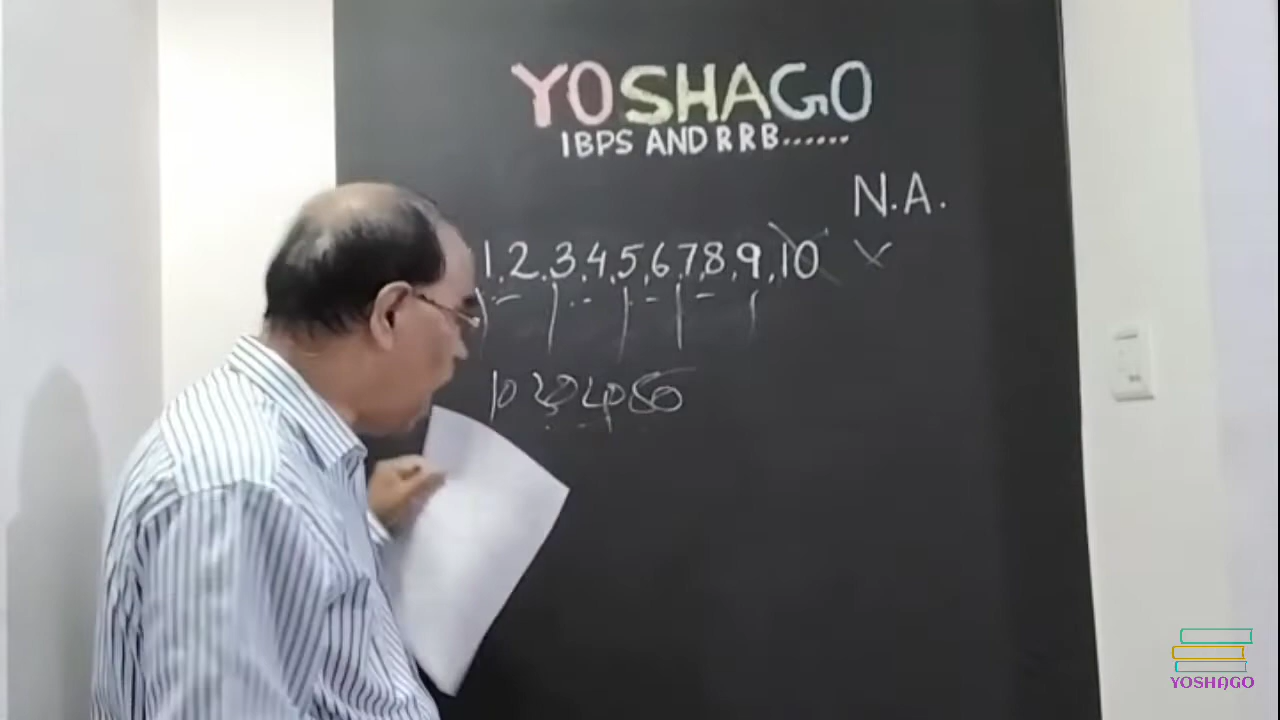 YOSHAGO
IBPS AND RRB......
N.A.
1,2,3,4,5,6,7,8,9,10
10 20 40 50
YOSHAGO